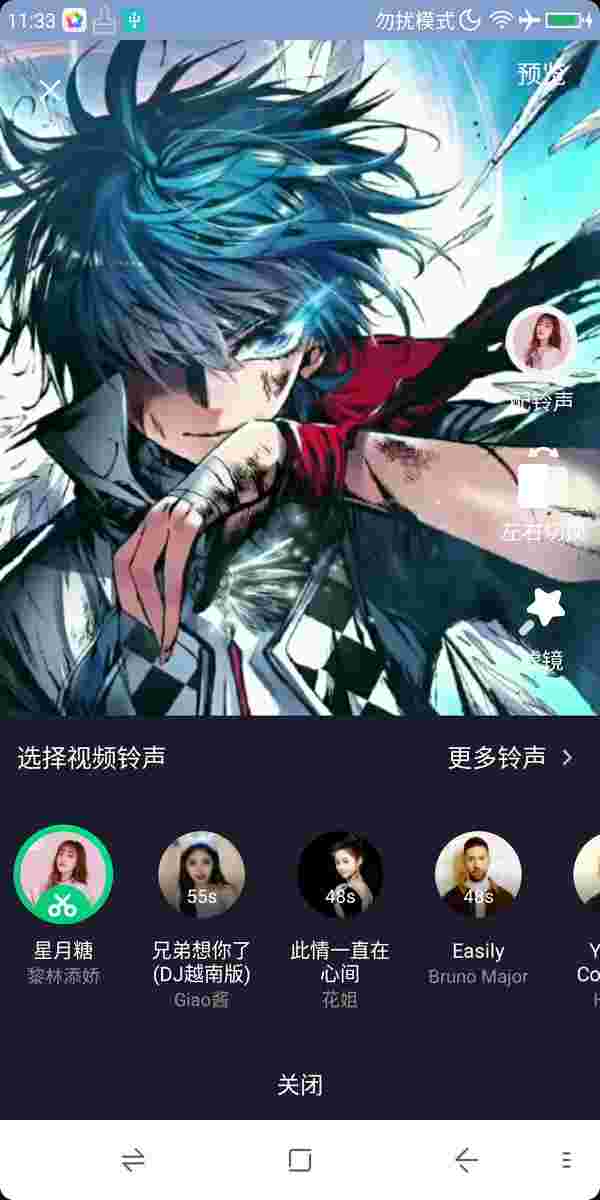 11:33
勿扰模式
预览
配铃声
左右切换
滤镜
选择视频铃声
更多铃声
55s
48s
48s
星月糖
黎林添娇
兄弟想你了
(DJ越南版)
Giao酱
此情一直在
心间
花姐
Easily
Bruno Major
Y
Co
H
关闭